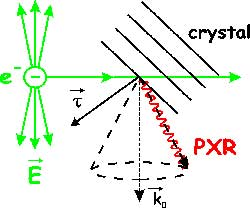 crystal
e⁻
→τ
PXR
→E
→k₀